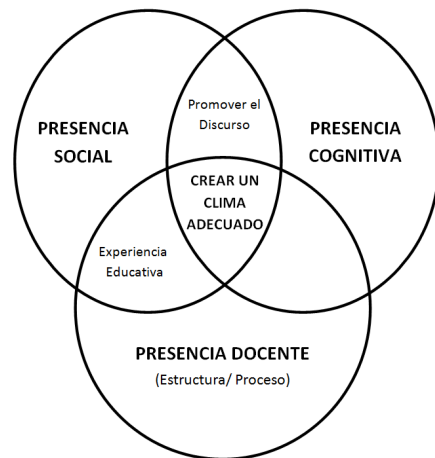 Promover el
Discurso
PRESENCIA
SOCIAL
PRESENCIA
COGNITIVA
CREAR UN
CLIMA
ADECUADO
Experiencia
Educativa
PRESENCIA DOCENTE
(Estructura/ Proceso)